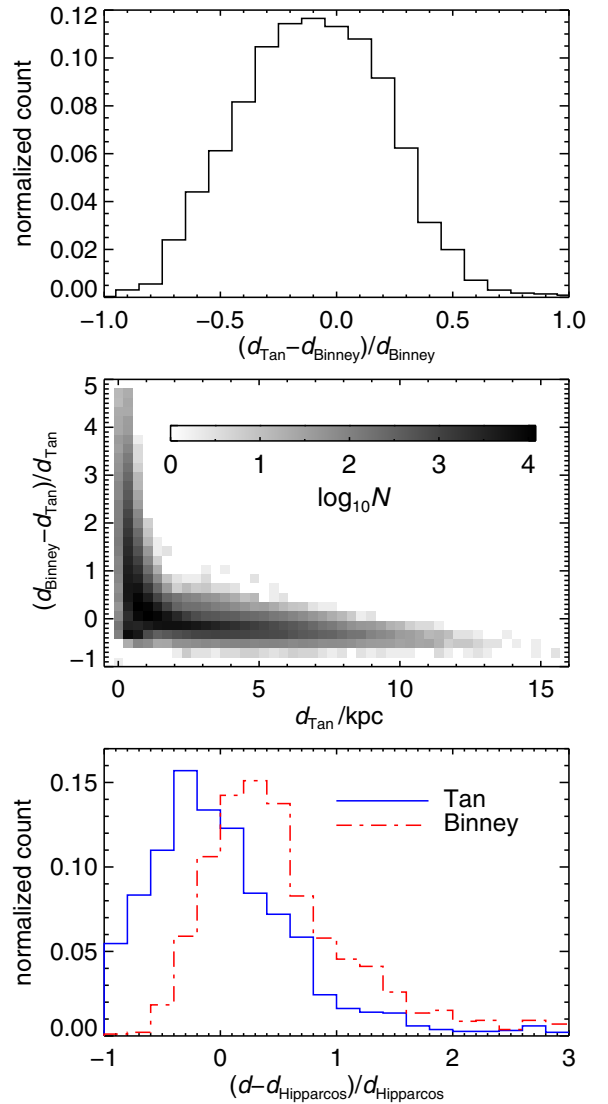 0.12
0.10
0.08
0.06
0.04
0.02
0.00
normalized count
−1.0 −0.5 0.0 0.5 1.0
(dTan−dBinney)/dBinney
5
4
3
2
1
0
−1
(dBinney−dTan)/dTan
0 1 2 3 4
log10N
0 5 10 15
dTan/kpc
0.15
0.10
0.05
0.00
normalized count
Tan
Binney
−1 0 1 2 3
(d−dHipparcos)/dHipparcos